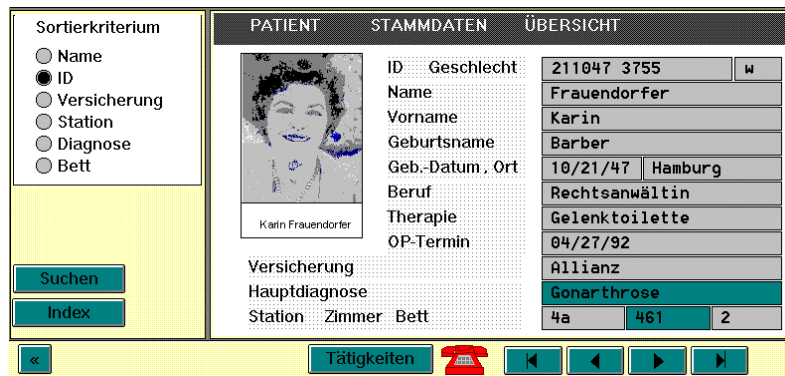 Sortierkriterium
Name
ID
Versicherung
Station
Diagnose
Bett
Suchen
Index
PATIENT STAMMDATEN ÜBERSICHT
Karin Frauendorfer
ID Geschlecht 211047 3755 w
Name Frauendorfer
Vorname Karin
Geburtsname Barber
Geb.-Datum , Ort 10/21/47 Hamburg
Beruf Rechtsanwältin
Therapie Gelenktoilette
OP-Termin 04/27/92
Versicherung Allianz
Hauptdiagnose Gonarthrose
Station Zimmer Bett 4a 461 2
« Tätigkeiten